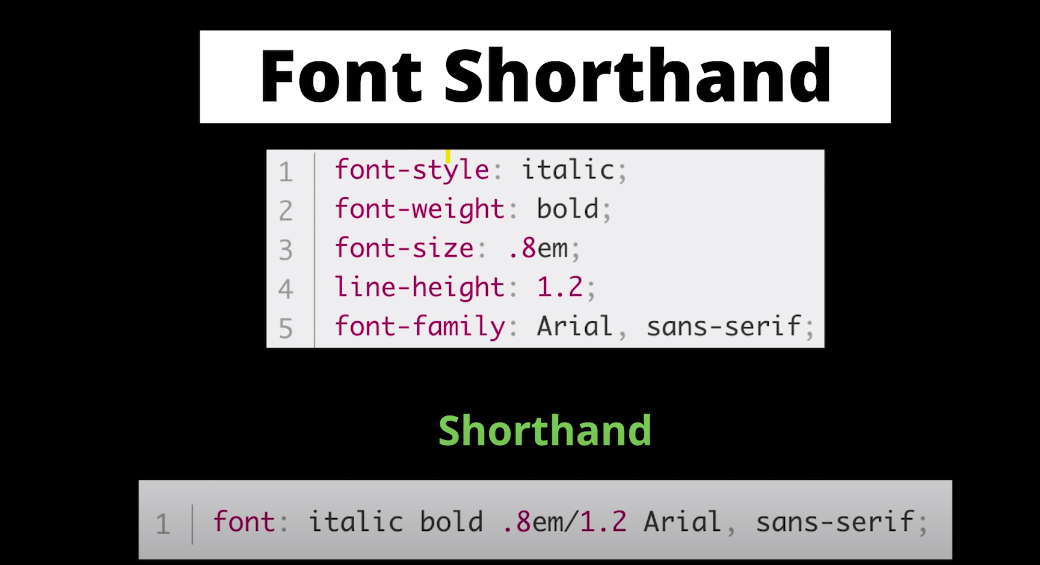 Font Shorthand
1 font-style: italic;
2 font-weight: bold;
3 font-size: .8em;
4 line-height: 1.2;
5 font-family: Arial, sans-serif;
Shorthand
1 font: italic bold .8em/1.2 Arial, sans-serif;